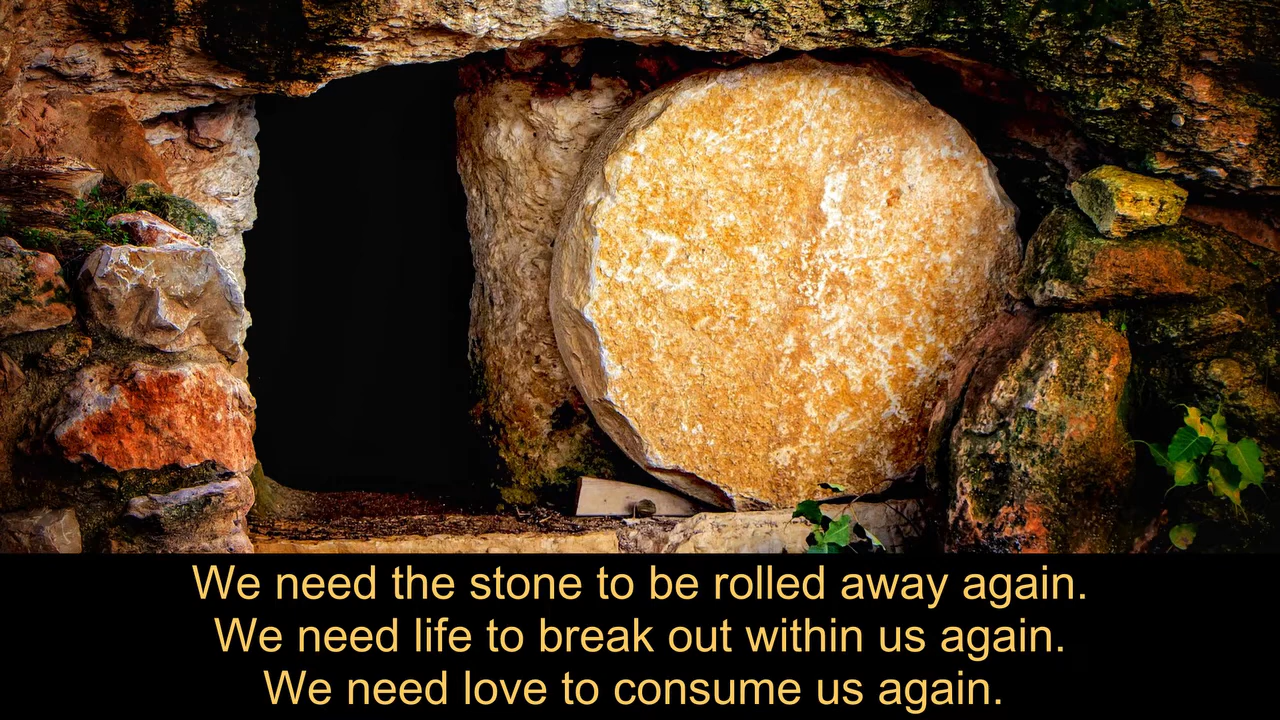 We need the stone to be rolled away again.
We need life to break out within us again.
We need love to consume us again.